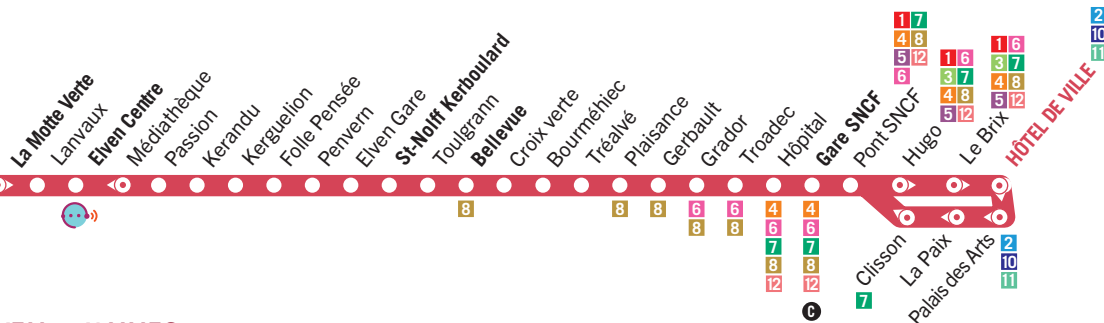 La Motte Verte
Lanvaux
Elven Centre
Médiathèque
Passion
Kerandu
Kerguelion
Folle Pensée
Penvern
Elven Gare
St-Nolff Kerboulard
Toulgrann
Bellevue
Croix verte
Bourméhiec
Tréalvé
Plaisance
Gerbault
Grador
Troadec
Hôpital
Gare SNCF
Pont SNCF
Hugo
Le Brix
HÔTEL DE VILLE
1 7
4 8
5 12
6
1 6
3 7
4 8
5 12
1 6
3 7
4 8
5 12
2
10
11
8
8
8
6
8
6
8
4
6
7
8
12
4
6
7
8
12
C
Clisson
7
La Paix
Palais des Arts
2
10
11